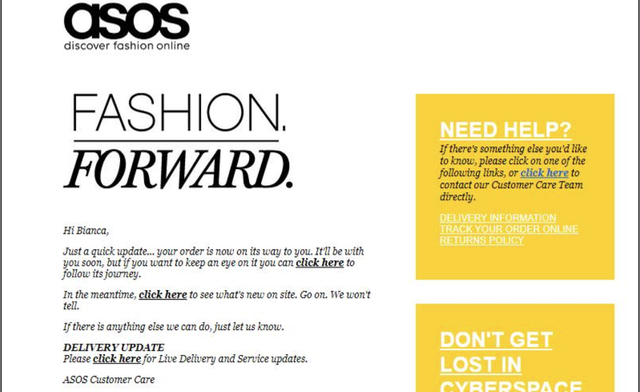 asos
discover fashion online
FASHION.
FORWARD.
Hi Bianca,
Just a quick update... your order is now on its way to you. It'll be with
you soon, but if you want to keep an eye on it you can click here to
follow its journey.
In the meantime, click here to see what's new on site. Go on. We won't
tell.
If there is anything else we can do, just let us know.
DELIVERY UPDATE
Please click here for Live Delivery and Service updates.
ASOS Customer Care
NEED HELP?
If there's something else you'd like
to know, please click on one of the
following links, or click here to
contact our Customer Care Team
directly.
DELIVERY INFORMATION
TRACK YOUR ORDER ONLINE
RETURNS POLICY
DON'T GET
LOST IN
CYBERSPACE